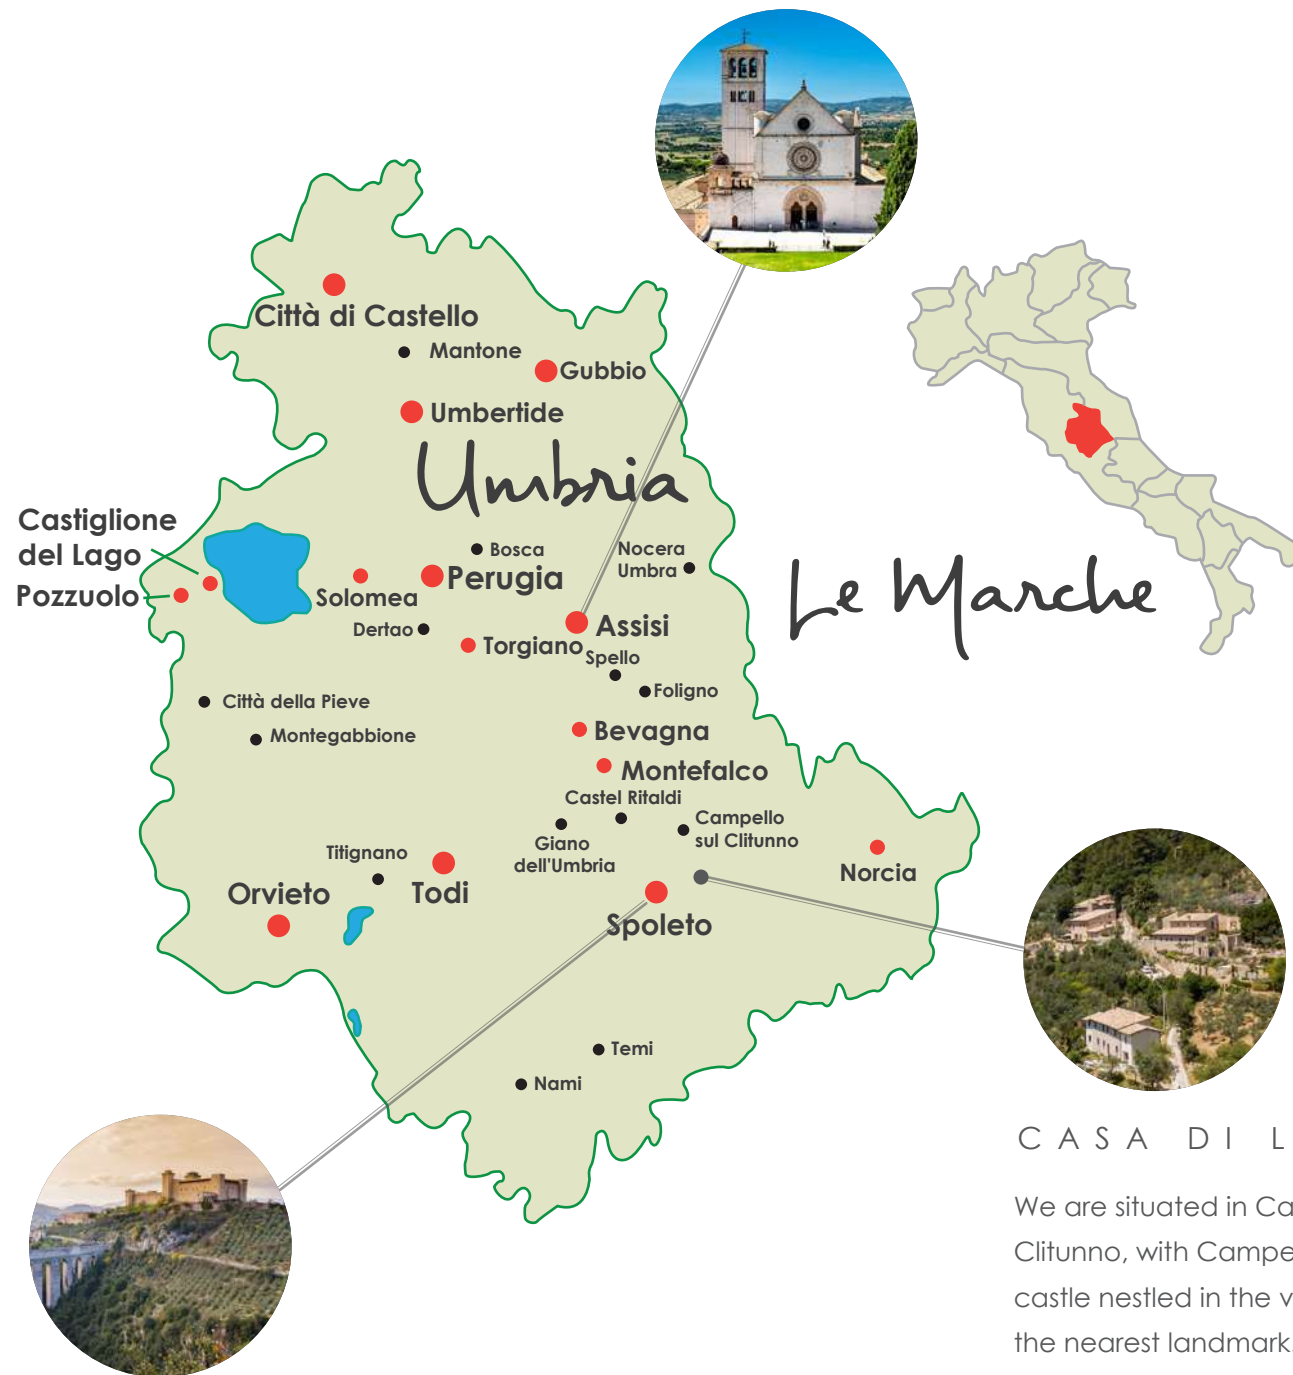 Città di Castello
Mantone
Gubbio
Umbertide
Umbria
Castiglione
del Lago
Pozzuolo
Bosca
Perugia
Nocera
Umbra
Solomea
Dertao
Assisi
Torgiano
Spello
Foligno
Le Marche
Città della Pieve
Montegabbione
Bevagna
Montefalco
Castel Ritaldi
Campello
sul Clitunno
Giano
dell'Umbria
Titignano
Todi
Orvieto
Norcia
Spoleto
Temi
Nami
CASA DI L
We are situated in Ca
Clitunno, with Campe
castle nestled in the v
the nearest landmark.